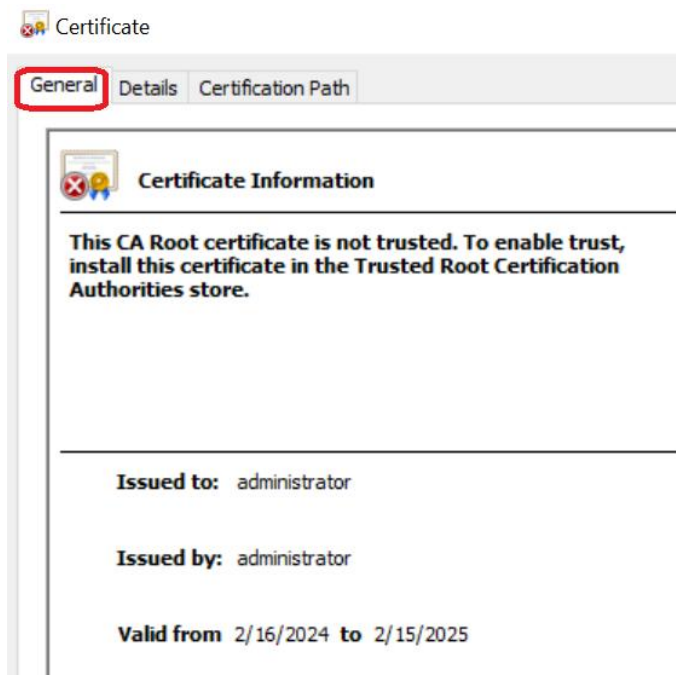 Certificate
General Details Certification Path
Certificate Information
This CA Root certificate is not trusted. To enable trust,
install this certificate in the Trusted Root Certification
Authorities store.
Issued to: administrator
Issued by: administrator
Valid from 2/16/2024 to 2/15/2025